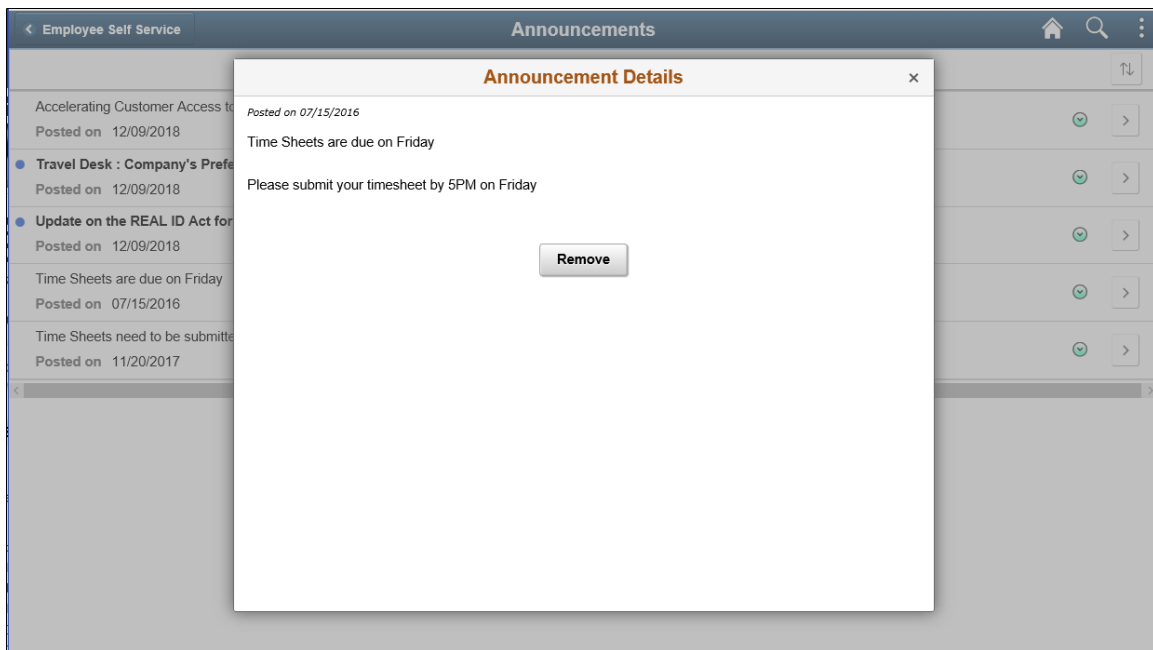 Employee Self Service
Announcements
Announcement Details
Posted on 07/15/2016
Time Sheets are due on Friday
Please submit your timesheet by 5PM on Friday
Remove
Accelerating Customer Access to
Posted on 12/09/2018
Travel Desk : Company's Prefe
Posted on 12/09/2018
Update on the REAL ID Act for
Posted on 12/09/2018
Time Sheets are due on Friday
Posted on 07/15/2016
Time Sheets need to be submitte
Posted on 11/20/2017